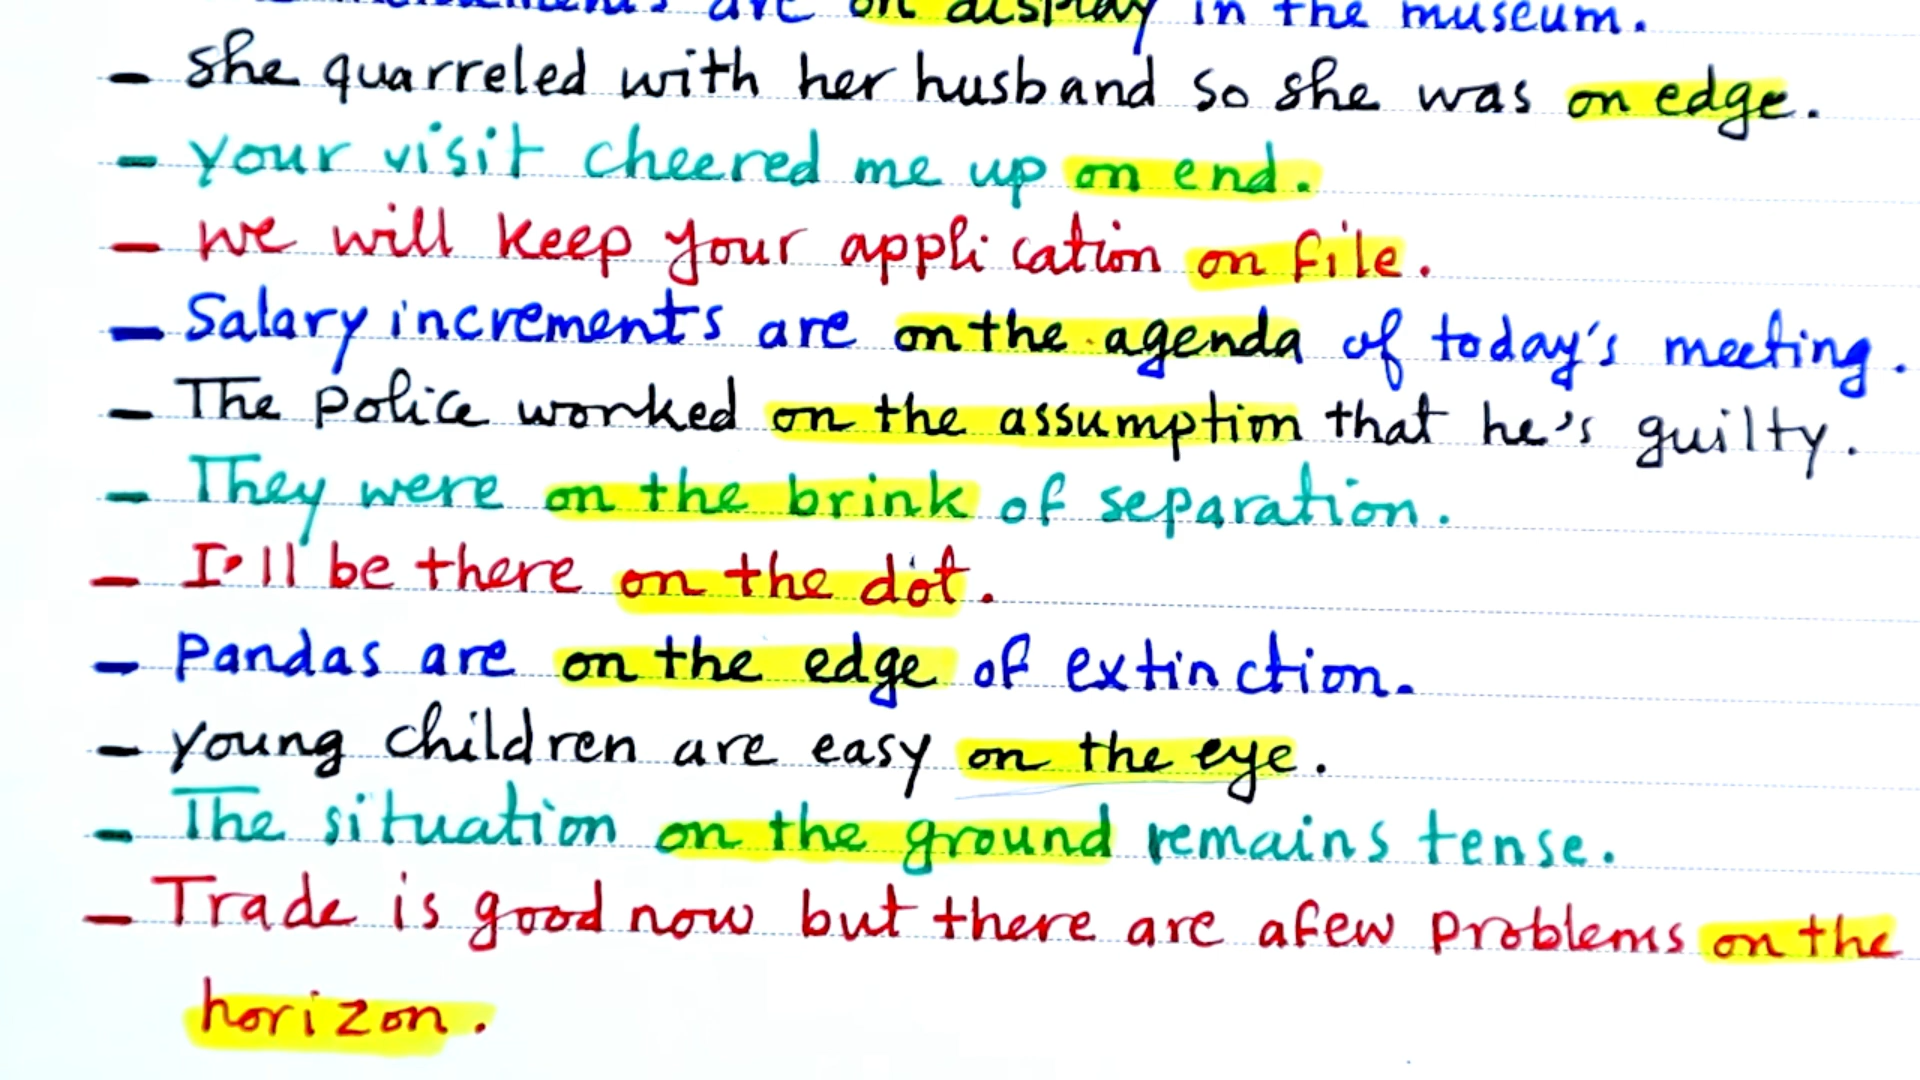 are on display in the museum.
- She quarreled with her husband so she was on edge.
- your visit cheered me up on end.
- we will keep your application on file.
- Salary increments are on the agenda of today's meeting.
- The police worked on the assumption that he's guilty.
- They were on the brink of separation.
- I'll be there on the dot.
- Pandas are on the edge of extinction.
- young children are easy on the eye.
- The situation on the ground remains tense.
- Trade is good now but there are afew problems on the
horizon.